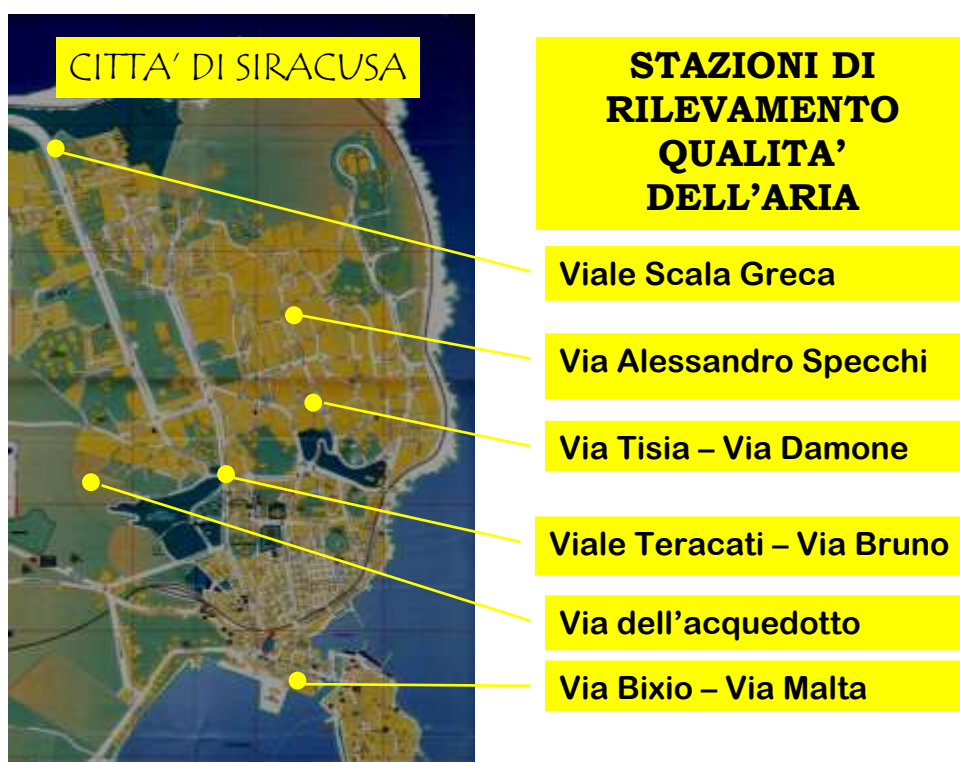 CITTA’ DI SIRACUSA
STAZIONI DI
RILEVAMENTO
QUALITA’
DELL’ARIA
Viale Scala Greca
Via Alessandro Specchi
Via Tisia – Via Damone
Viale Teracati – Via Bruno
Via dell’acquedotto
Via Bixio – Via Malta